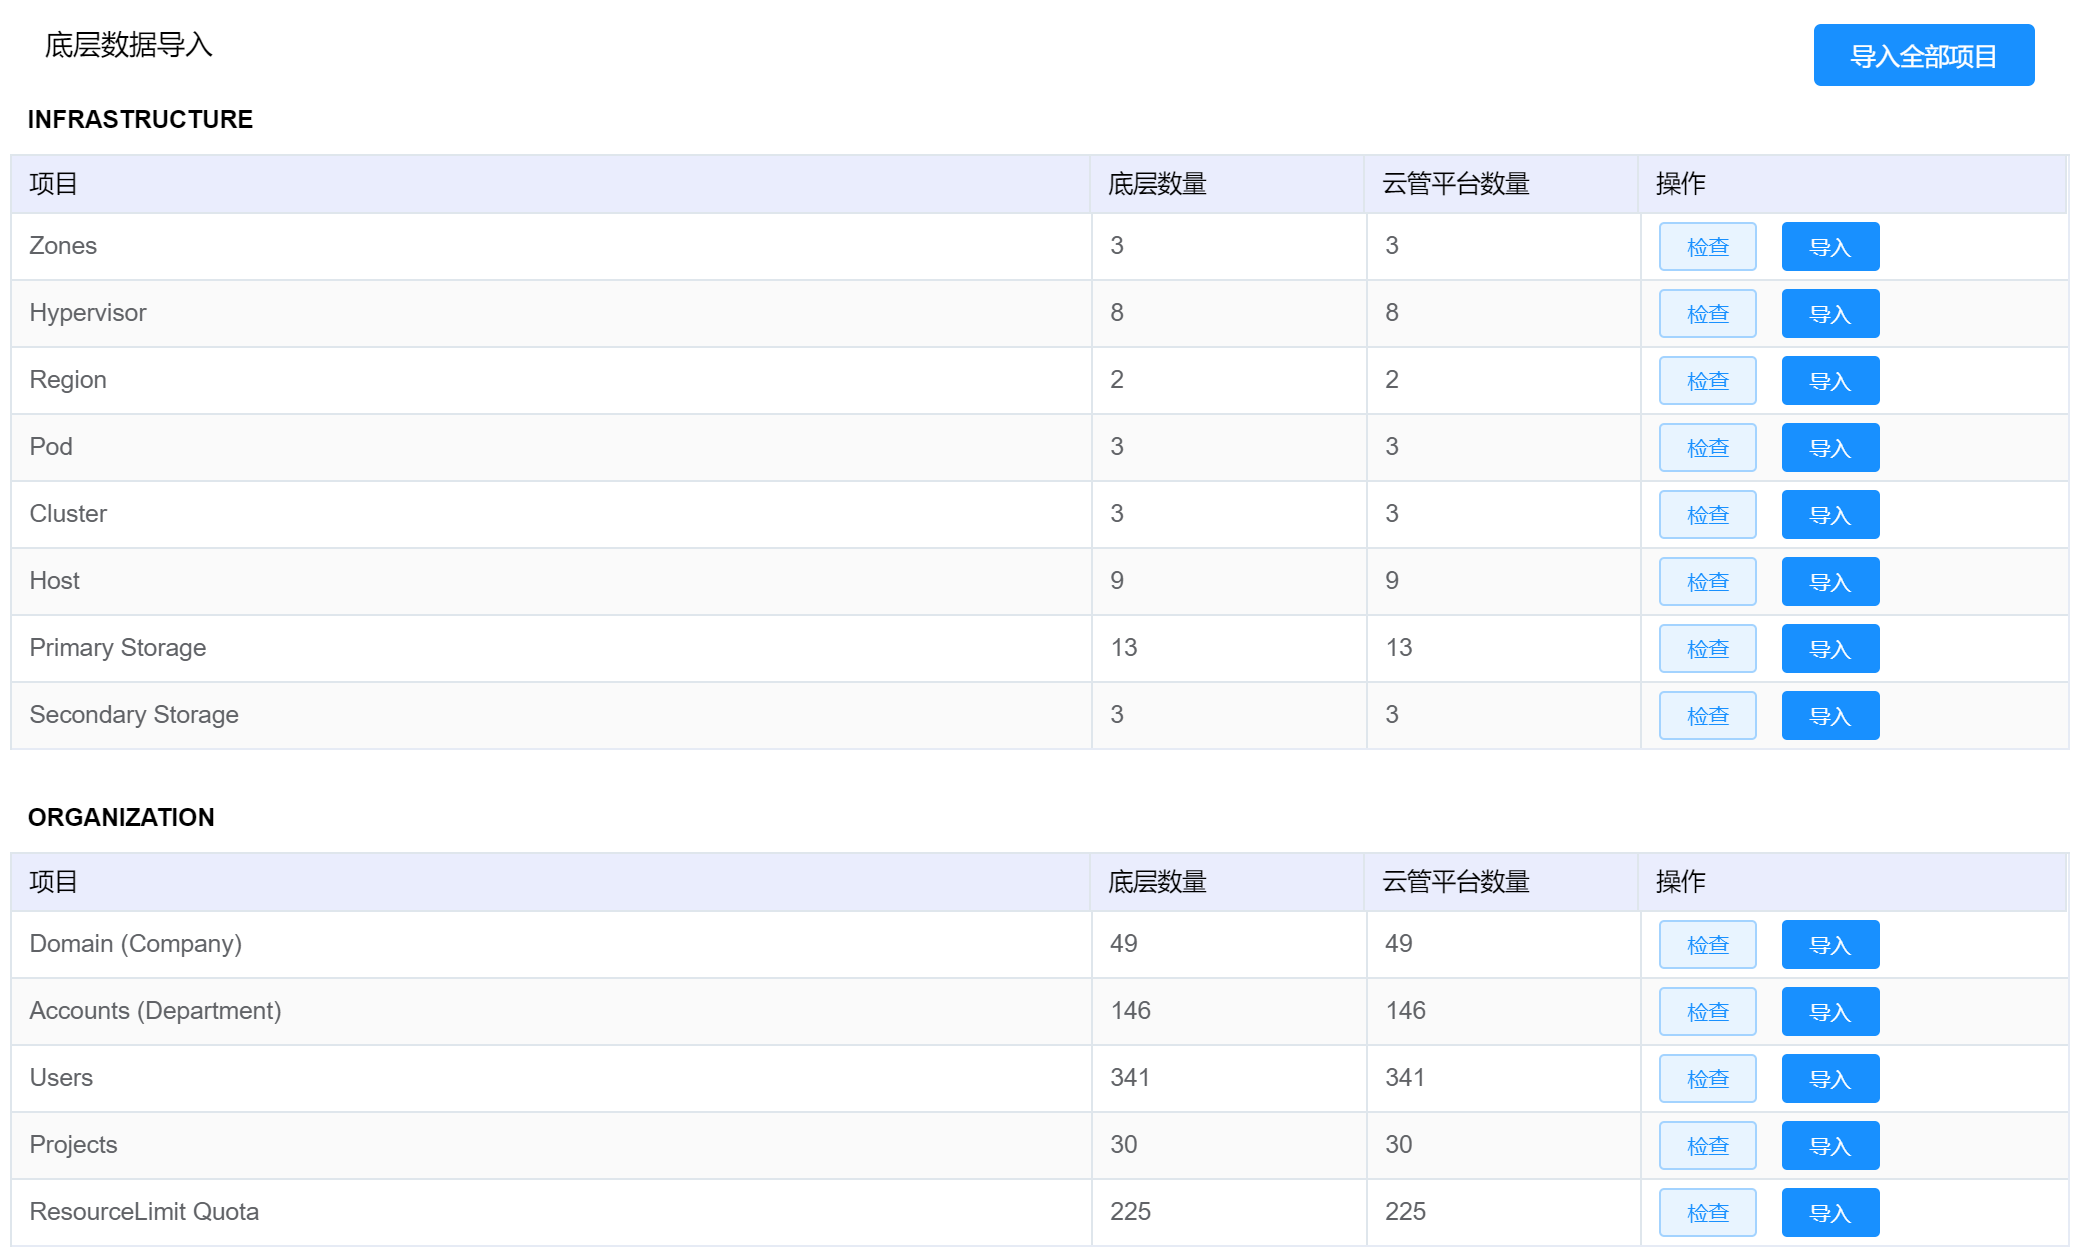 底层数据导入
导入全部项目
INFRASTRUCTURE
项目 底层数量 云管平台数量 操作
Zones 3 3 检查 导入
Hypervisor 8 8 检查 导入
Region 2 2 检查 导入
Pod 3 3 检查 导入
Cluster 3 3 检查 导入
Host 9 9 检查 导入
Primary Storage 13 13 检查 导入
Secondary Storage 3 3 检查 导入
ORGANIZATION
项目 底层数量 云管平台数量 操作
Domain (Company) 49 49 检查 导入
Accounts (Department) 146 146 检查 导入
Users 341 341 检查 导入
Projects 30 30 检查 导入
ResourceLimit Quota 225 225 检查 导入